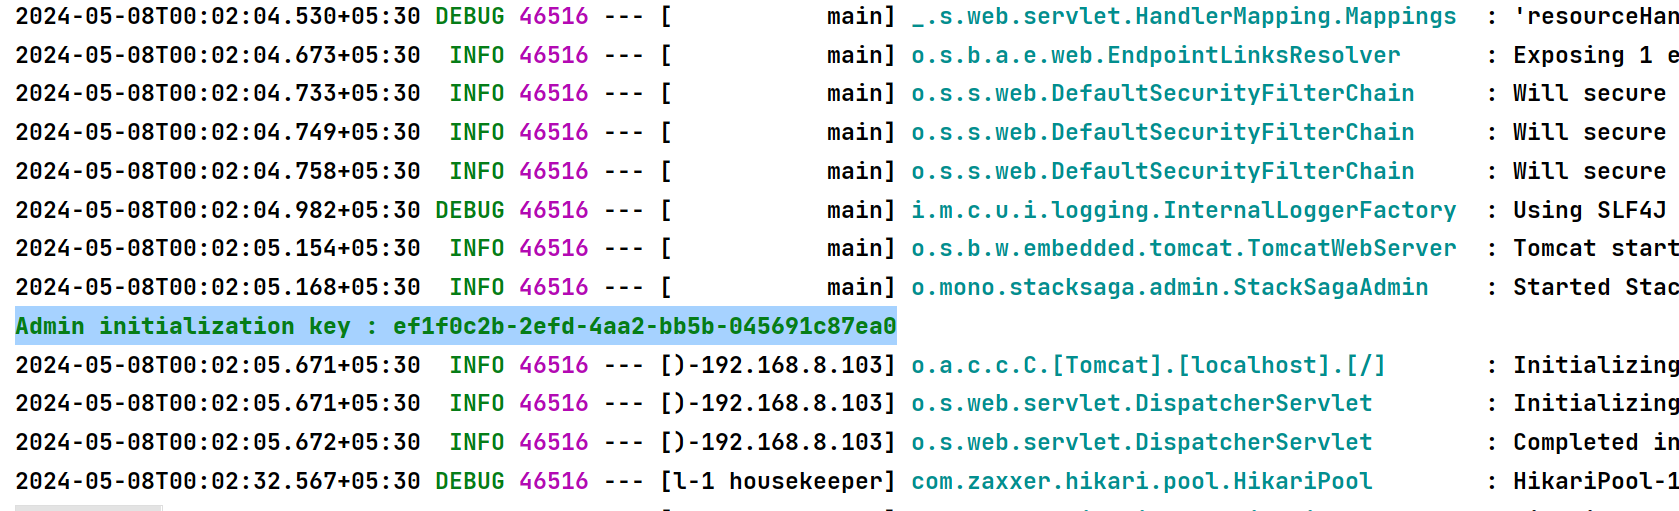 2024-05-08T00:02:04.530+05:30 DEBUG 46516 --- [           main] _.s.web.servlet.HandlerMapping.Mappings  : 'resourceHan
2024-05-08T00:02:04.673+05:30  INFO 46516 --- [           main] o.s.b.a.e.web.EndpointLinksResolver      : Exposing 1 e
2024-05-08T00:02:04.733+05:30  INFO 46516 --- [           main] o.s.s.web.DefaultSecurityFilterChain     : Will secure
2024-05-08T00:02:04.749+05:30  INFO 46516 --- [           main] o.s.s.web.DefaultSecurityFilterChain     : Will secure
2024-05-08T00:02:04.758+05:30  INFO 46516 --- [           main] o.s.s.web.DefaultSecurityFilterChain     : Will secure
2024-05-08T00:02:04.982+05:30 DEBUG 46516 --- [           main] i.m.c.u.i.logging.InternalLoggerFactory  : Using SLF4J
2024-05-08T00:02:05.154+05:30  INFO 46516 --- [           main] o.s.b.w.embedded.tomcat.TomcatWebServer  : Tomcat start
2024-05-08T00:02:05.168+05:30  INFO 46516 --- [           main] o.mono.stacksaga.admin.StackSagaAdmin    : Started Stac
Admin initialization key : ef1f0c2b-2efd-4aa2-bb5b-045691c87ea0
2024-05-08T00:02:05.671+05:30  INFO 46516 --- [)-192.168.8.103] o.a.c.c.C.[Tomcat].[localhost].[/]       : Initializing
2024-05-08T00:02:05.671+05:30  INFO 46516 --- [)-192.168.8.103] o.s.web.servlet.DispatcherServlet        : Initializing
2024-05-08T00:02:05.672+05:30  INFO 46516 --- [)-192.168.8.103] o.s.web.servlet.DispatcherServlet        : Completed in
2024-05-08T00:02:32.567+05:30 DEBUG 46516 --- [l-1 housekeeper] com.zaxxer.hikari.pool.HikariPool        : HikariPool-1